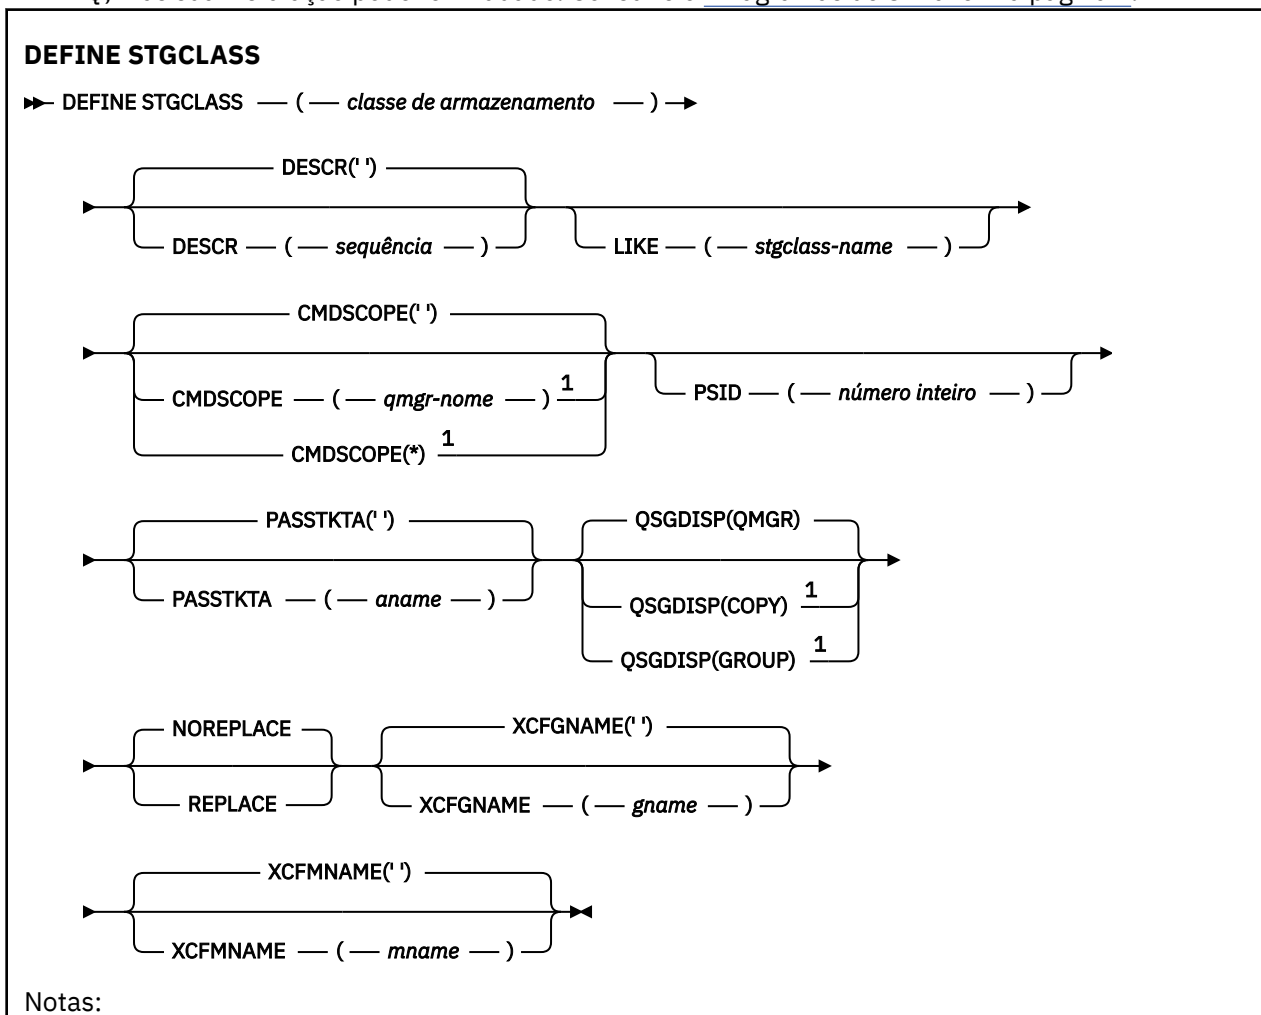 DEFINE STGCLASS
DEFINE STGCLASS ( classe de armazenamento )
DESCR(' ')
DESCR ( sequência )
LIKE ( stgclass-name )
CMDSCOPE(' ')
CMDSCOPE ( qmgr-nome ) 1
PSID ( número inteiro )
CMDSCOPE(*) 1
PASSTKTA(' ')
QSGDISP(QMGR)
PASSTKTA ( aname )
QSGDISP(COPY) 1
QSGDISP(GROUP) 1
NOREPLACE
XCFGNAME(' ')
REPLACE
XCFGNAME ( gname )
XCFMNAME(' ')
XCFMNAME ( mname )
Notas: